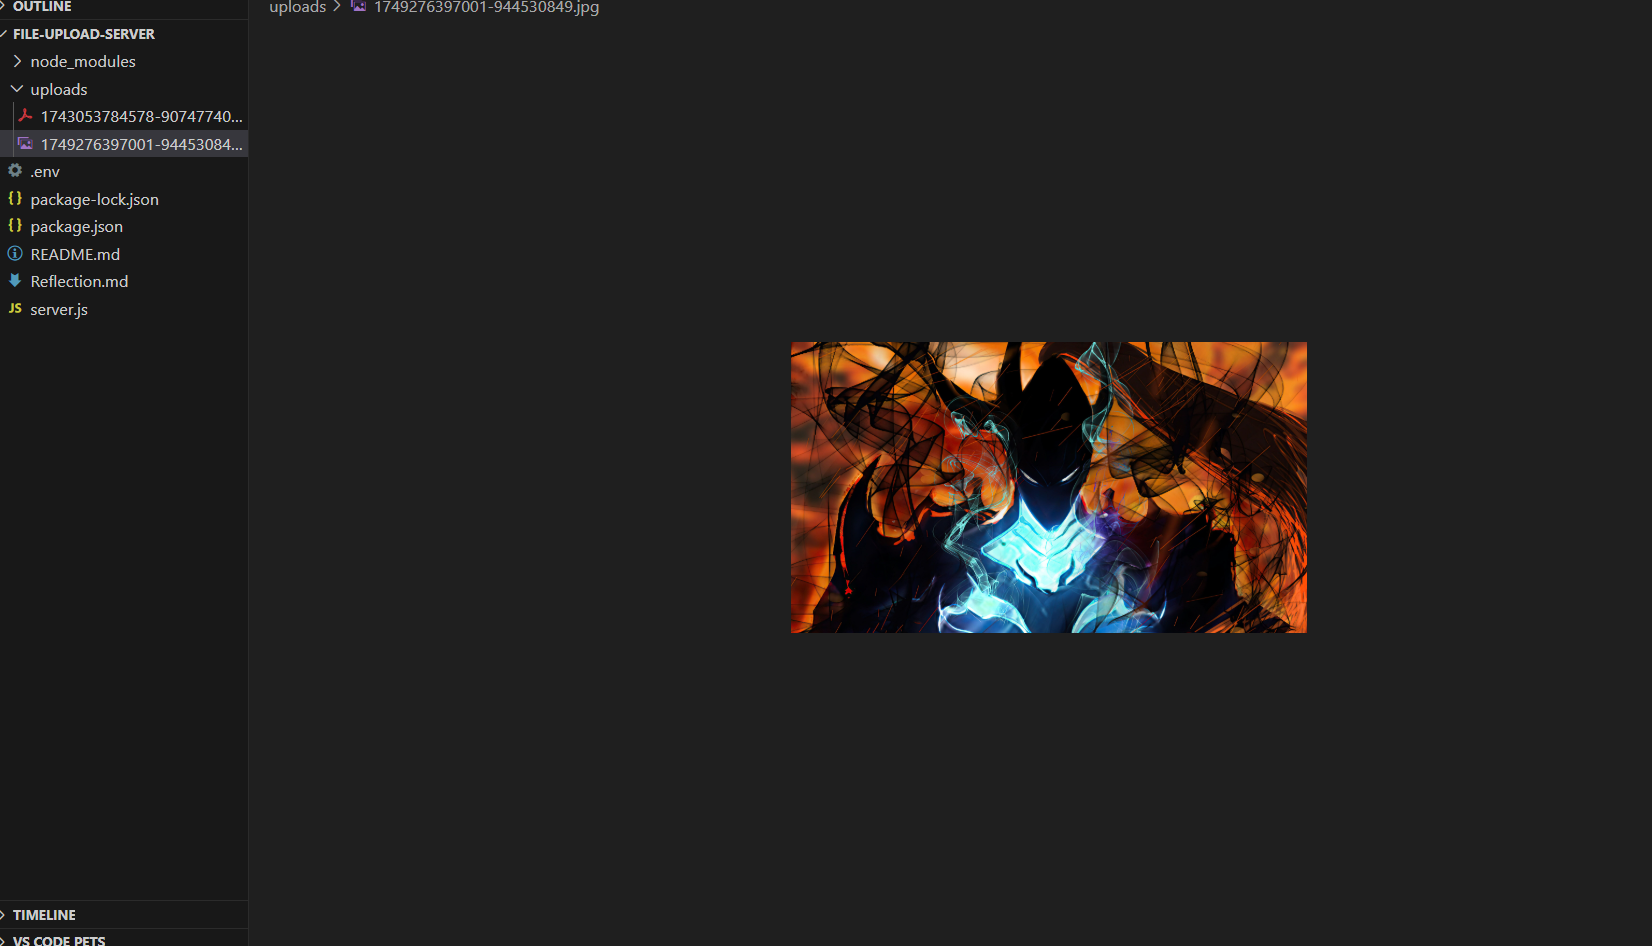 OUTLINE
FILE-UPLOAD-SERVER
node_modules
uploads
1743053784578-90747740...
1749276397001-94453084...
.env
package-lock.json
package.json
README.md
Reflection.md
JS server.js
TIMELINE
VS CODE PETS
uploads > 1749276397001-944530849.jpg